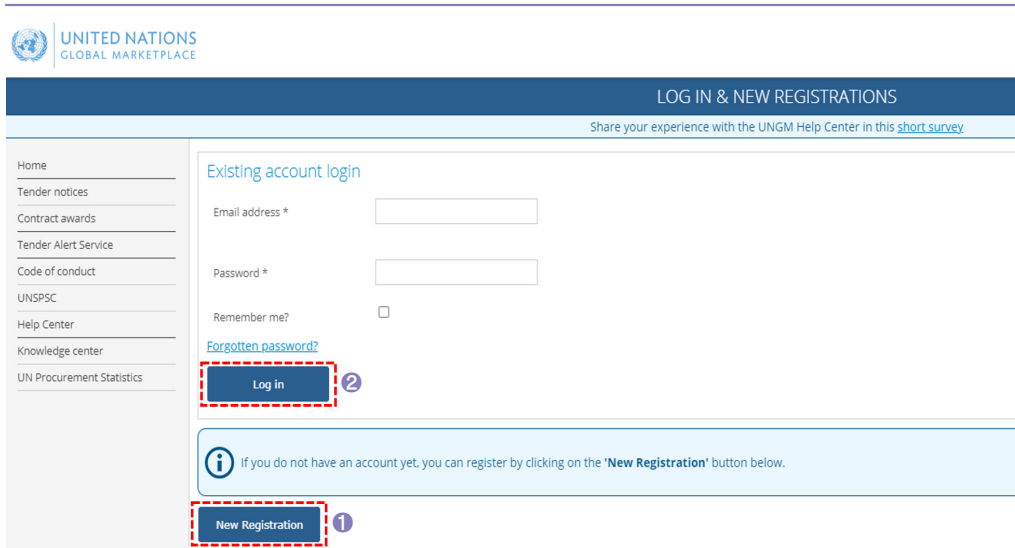 UNITED NATIONS
GLOBAL MARKETPLACE
LOG IN & NEW REGISTRATIONS
Share your experience with the UNGM Help Center in this short survey
Home
Tender notices
Contract awards
Tender Alert Service
Code of conduct
UNSPSC
Help Center
Knowledge center
UN Procurement Statistics
Existing account login
Email address *
Password *
Remember me?
Forgotten password?
Log in
2
If you do not have an account yet, you can register by clicking on the 'New Registration' button below.
New Registration
1